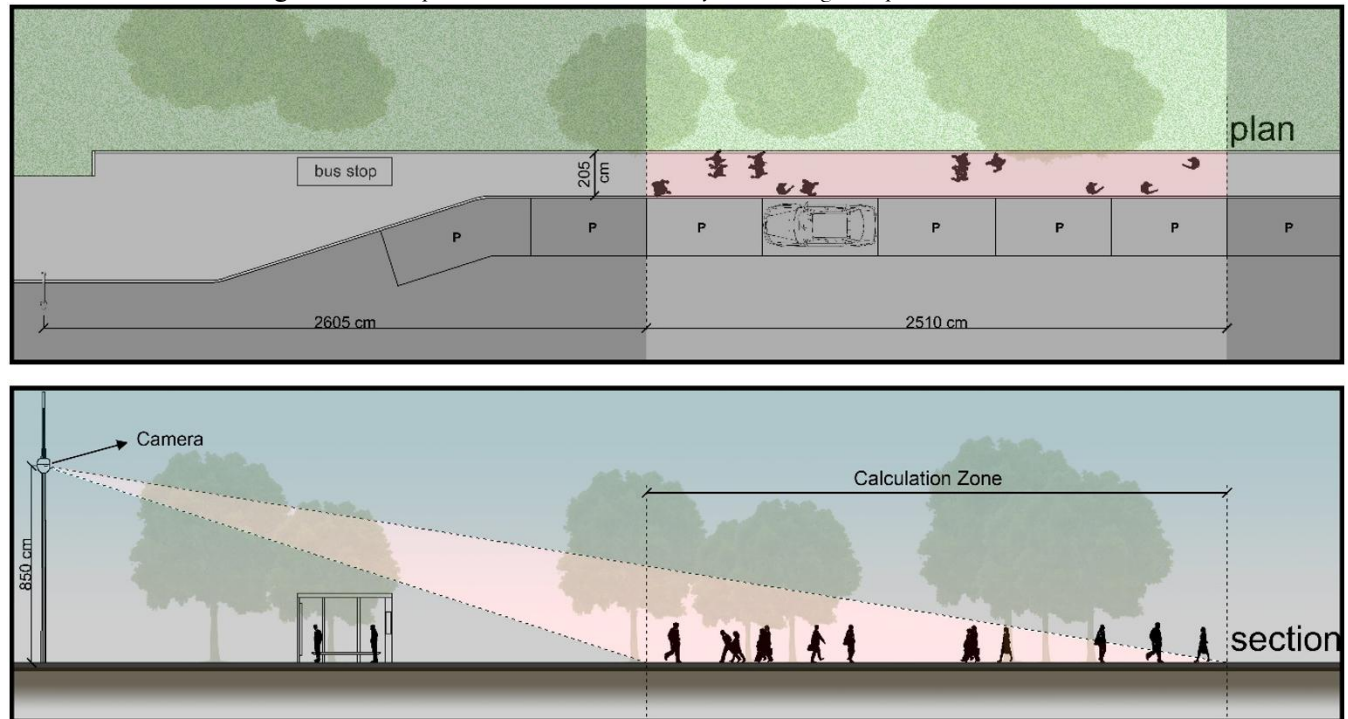 plan
bus stop
205
cm
P
P
P
P
P
P
P
2605 cm
2510 cm
Camera
Calculation Zone
850 cm
section